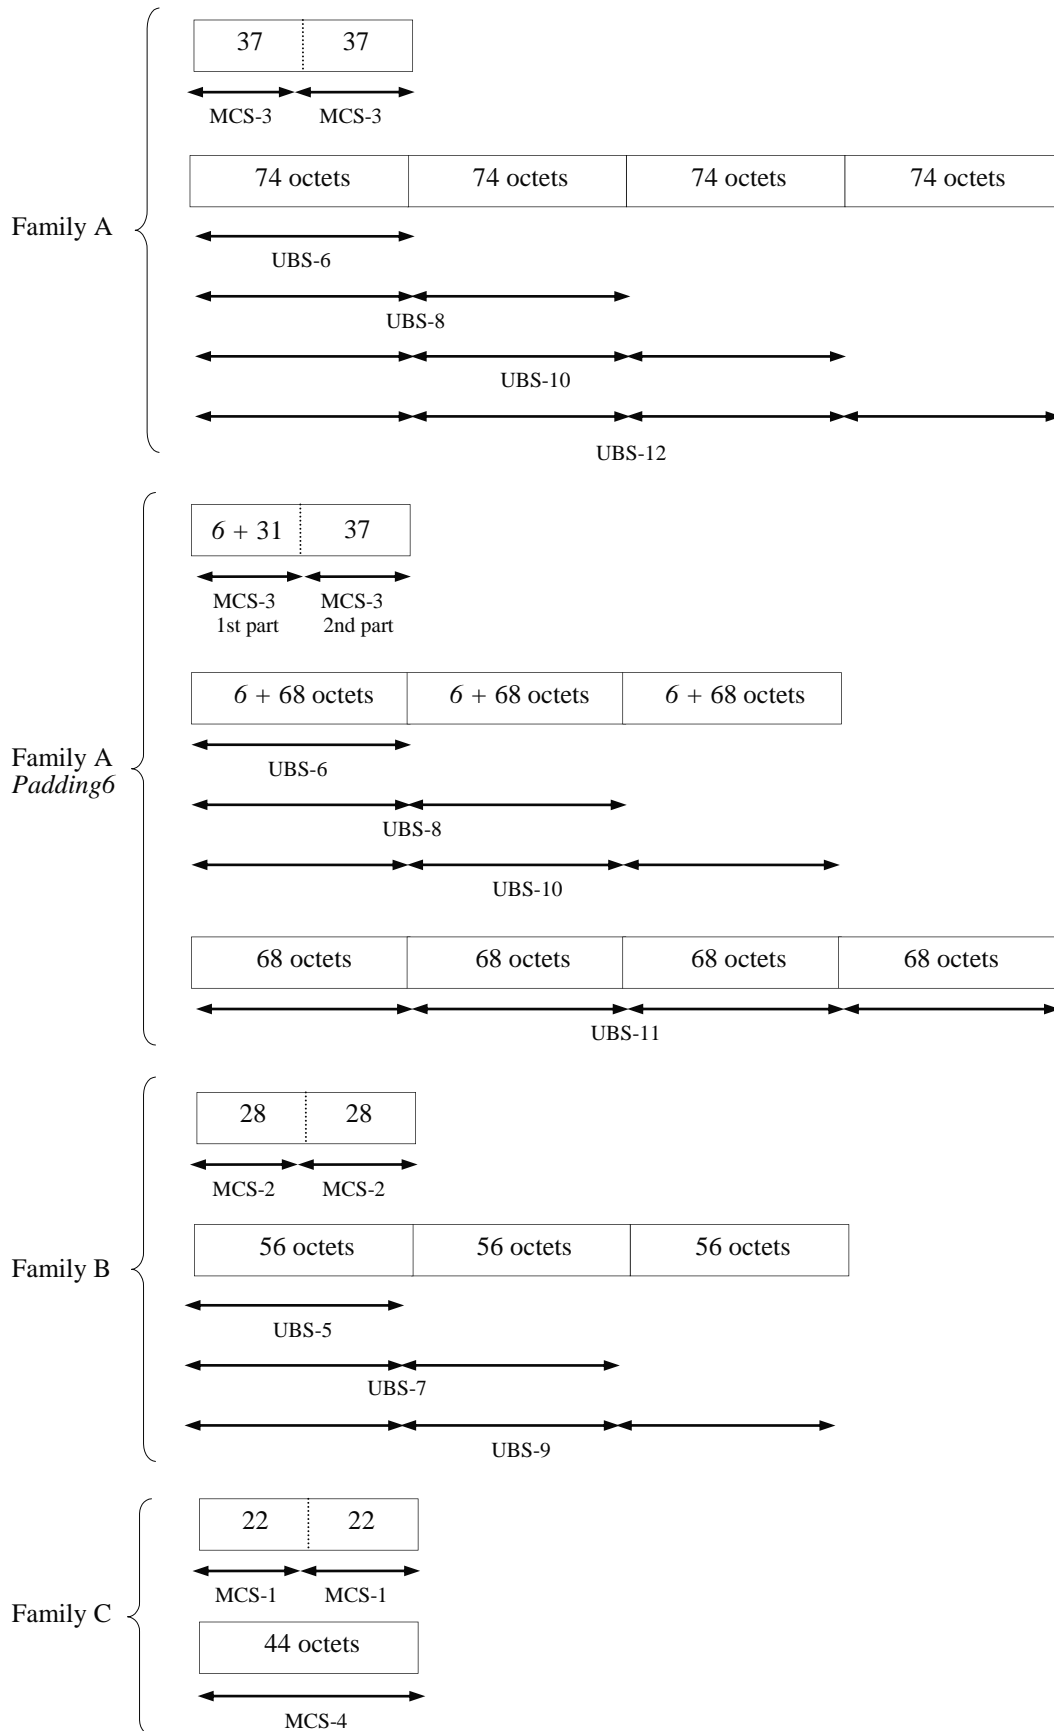 37 37
MCS-3 MCS-3
74 octets 74 octets 74 octets 74 octets
Family A
UBS-6
UBS-8
UBS-10
UBS-12
6 + 31 37
MCS-3 MCS-3
1st part 2nd part
6 + 68 octets 6 + 68 octets 6 + 68 octets
Family A
Padding6
UBS-6
UBS-8
UBS-10
68 octets 68 octets 68 octets 68 octets
UBS-11
28 28
MCS-2 MCS-2
56 octets 56 octets 56 octets
Family B
UBS-5
UBS-7
UBS-9
22 22
MCS-1 MCS-1
Family C
44 octets
MCS-4